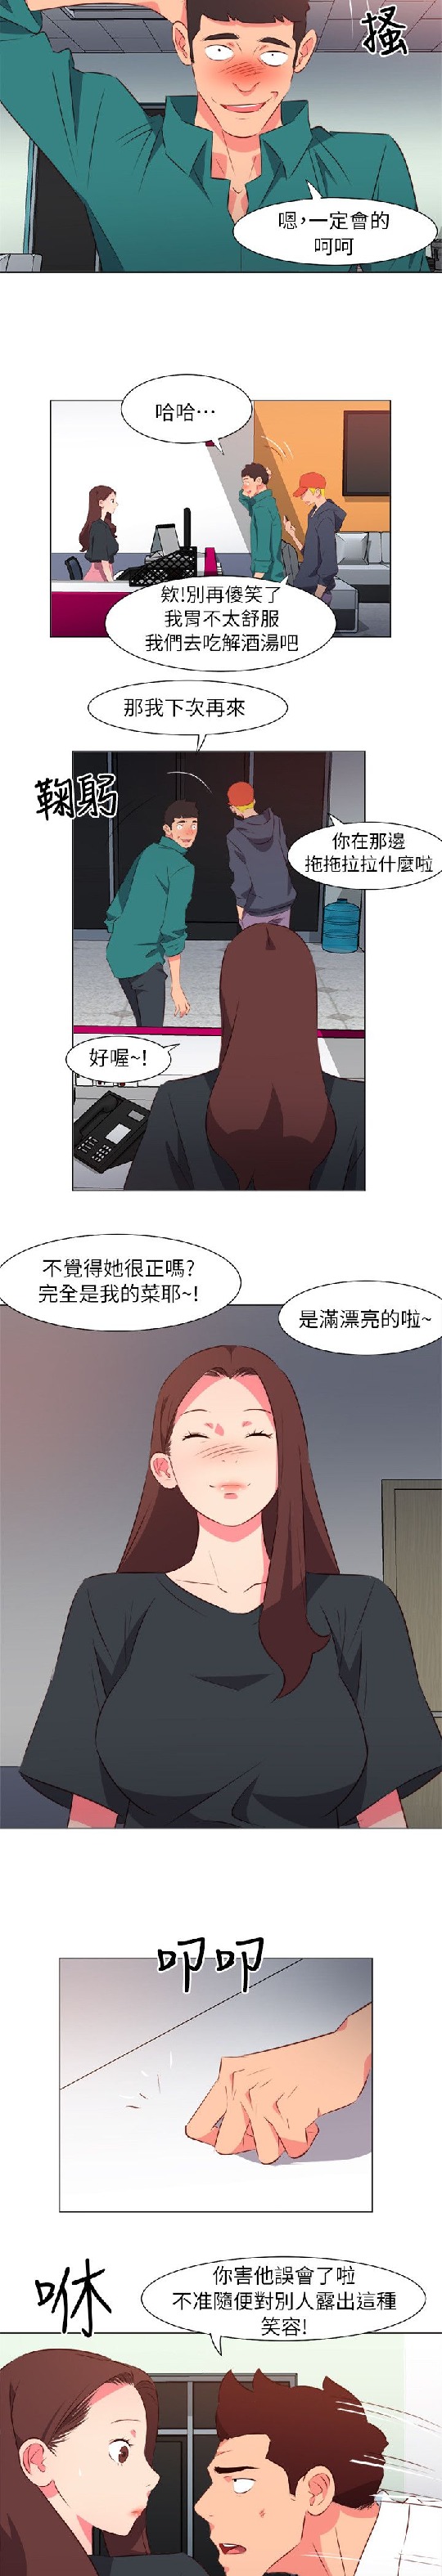 搔
嗯,一定會的
呵呵
哈哈…
欸!別再傻笑了
我胃不太舒服
我們去吃解酒湯吧
那我下次再來
鞠躬
你在那邊
拖拖拉拉什麼啦
好喔~!
不覺得她很正嗎?
完全是我的菜耶~!
是滿漂亮的啦~
叩叩
咻
你害他誤會了啦
不准隨便對別人露出這種
笑容!